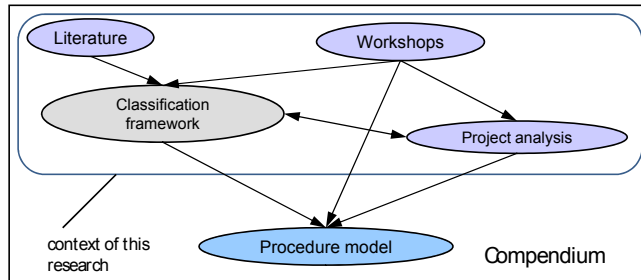 Literature
Workshops
Classification
framework
Project analysis
context of this
research
Procedure model
Compendium